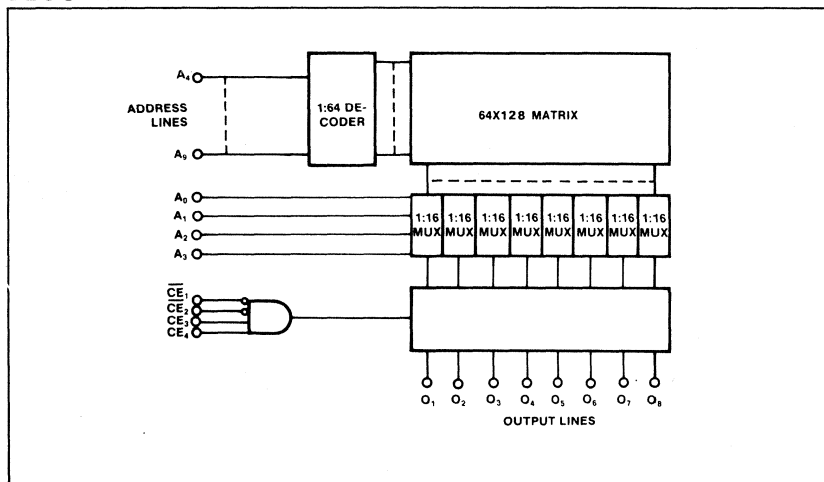 A4
ADDRESS
LINES
A9
1:64 DE-
CODER
64X128 MATRIX
A0
A1
A2
A3
1:16
MUX
1:16
MUX
1:16
MUX
1:16
MUX
1:16
MUX
1:16
MUX
1:16
MUX
1:16
MUX
CE1
CE2
CE3
CE4
O1 O2 O3 O4 O5 O6 O7 O8
OUTPUT LINES